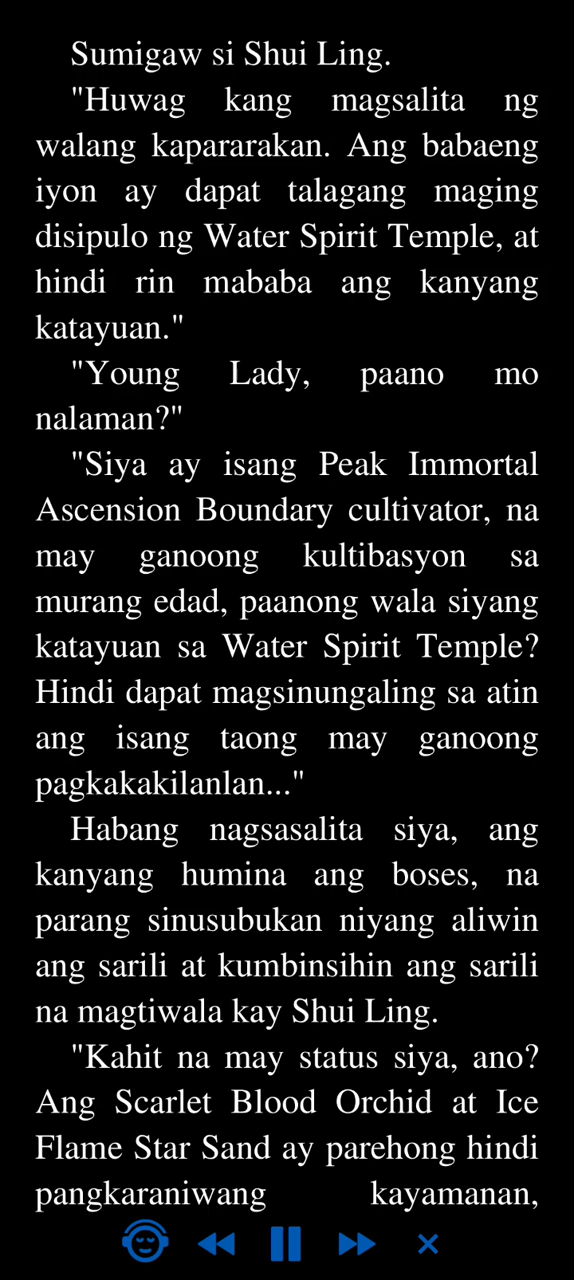 Sumigaw si Shui Ling.
"Huwag kang magsalita ng
walang kapararakan. Ang babaeng
iyon ay dapat talagang maging
disipulo ng Water Spirit Temple, at
hindi rin mababa ang kanyang
katayuan."
"Young Lady, paano mo
nalaman?"
"Siya ay isang Peak Immortal
Ascension Boundary cultivator, na
may ganoong kultibasyon sa
murang edad, paanong wala siyang
katayuan sa Water Spirit Temple?
Hindi dapat magsinungaling sa atin
ang isang taong may ganoong
pagkakakilanlan..."
Habang nagsasalita siya, ang
kanyang humina ang boses, na
parang sinusubukan niyang aliwin
ang sarili at kumbinsihin ang sarili
na magtiwala kay Shui Ling.
"Kahit na may status siya, ano?
Ang Scarlet Blood Orchid at Ice
Flame Star Sand ay parehong hindi
pangkaraniwang kayamanan,